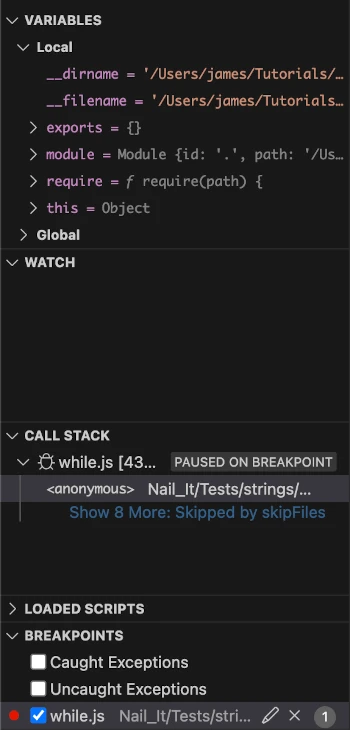 VARIABLES
Local
__dirname = '/Users/james/Tutorials/…
__filename = '/Users/james/Tutorials…
exports = {}
module = Module {id: '.', path: '/Us…
require = ƒ require(path) {
this = Object
Global
WATCH
CALL STACK
while.js [43… PAUSED ON BREAKPOINT
<anonymous> Nail_It/Tests/strings/…
Show 8 More: Skipped by skipFiles
LOADED SCRIPTS
BREAKPOINTS
Caught Exceptions
Uncaught Exceptions
while.js Nail_It/Tests/stri… 1